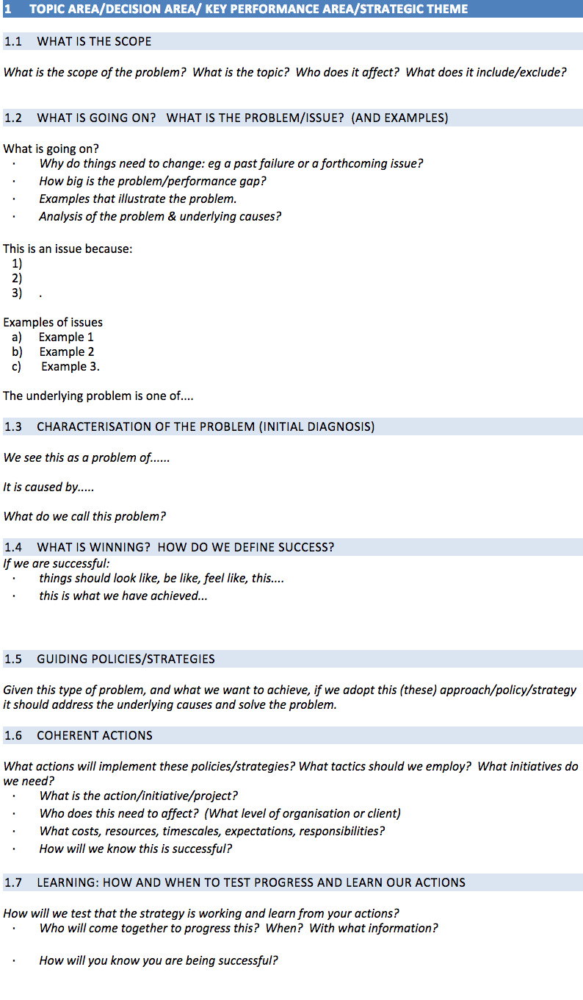 1 TOPIC AREA/DECISION AREA/ KEY PERFORMANCE AREA/STRATEGIC THEME
1.1 WHAT IS THE SCOPE
What is the scope of the problem? What is the topic? Who does it affect? What does it include/exclude?
1.2 WHAT IS GOING ON? WHAT IS THE PROBLEM/ISSUE? (AND EXAMPLES)
What is going on?
· Why do things need to change: eg a past failure or a forthcoming issue?
· How big is the problem/performance gap?
· Examples that illustrate the problem.
· Analysis of the problem & underlying causes?
This is an issue because:
1)
2)
3) .
Examples of issues
a) Example 1
b) Example 2
c) Example 3.
The underlying problem is one of....
1.3 CHARACTERISATION OF THE PROBLEM (INITIAL DIAGNOSIS)
We see this as a problem of......
It is caused by.....
What do we call this problem?
1.4 WHAT IS WINNING? HOW DO WE DEFINE SUCCESS?
If we are successful:
· things should look like, be like, feel like, this....
· this is what we have achieved...
1.5 GUIDING POLICIES/STRATEGIES
Given this type of problem, and what we want to achieve, if we adopt this (these) approach/policy/strategy
it should address the underlying causes and solve the problem.
1.6 COHERENT ACTIONS
What actions will implement these policies/strategies? What tactics should we employ? What initiatives do
we need?
· What is the action/initiative/project?
· Who does this need to affect? (What level of organisation or client)
· What costs, resources, timescales, expectations, responsibilities?
· How will we know this is successful?
1.7 LEARNING: HOW AND WHEN TO TEST PROGRESS AND LEARN OUR ACTIONS
How will we test that the strategy is working and learn from your actions?
· Who will come together to progress this? When? With what information?
· How will you know you are being successful?